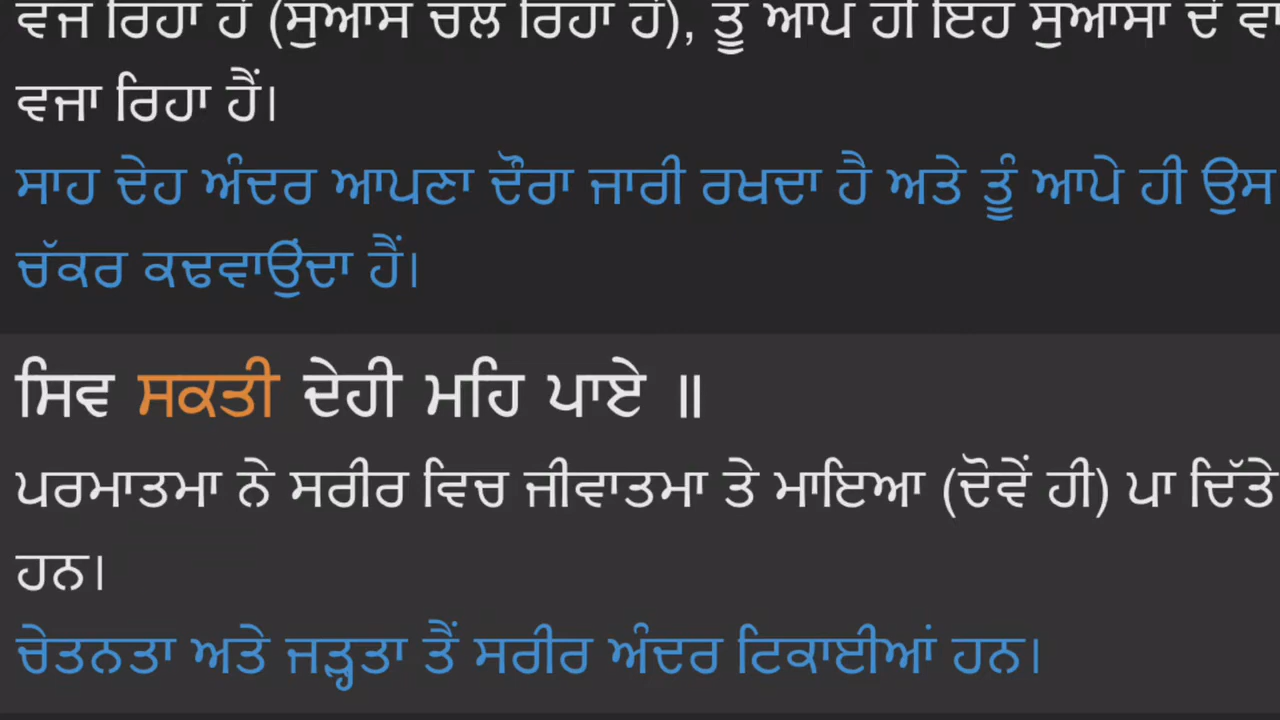 ਵਜ ਰਿਹਾ ਹੈ (ਸੁਆਸ ਚਲ ਰਿਹਾ ਹੈ), ਤੂੰ ਆਪ ਹੀ ਇਹ ਸੁਆਸਾਂ ਦੇ
ਵਜਾ ਰਿਹਾ ਹੈਂ।
ਸਾਹ ਦੇਹ ਅੰਦਰ ਆਪਣਾ ਦੌਰਾ ਜਾਰੀ ਰਖਦਾ ਹੈ ਅਤੇ ਤੂੰ ਆਪੇ ਹੀ ਉਸ
ਚੱਕਰ ਕਢਵਾਉਂਦਾ ਹੈਂ।
ਸਿਵ ਸਕਤੀ ਦੇਹੀ ਮਹਿ ਪਾਏ ॥
ਪਰਮਾਤਮਾ ਨੇ ਸਰੀਰ ਵਿਚ ਜੀਵਾਤਮਾ ਤੇ ਮਾਇਆ (ਦੋਵੇਂ ਹੀ) ਪਾ ਦਿੱਤੇ
ਹਨ।
ਚੇਤਨਤਾ ਅਤੇ ਜੜ੍ਹਤਾ ਤੈਂ ਸਰੀਰ ਅੰਦਰ ਟਿਕਾਈਆਂ ਹਨ।